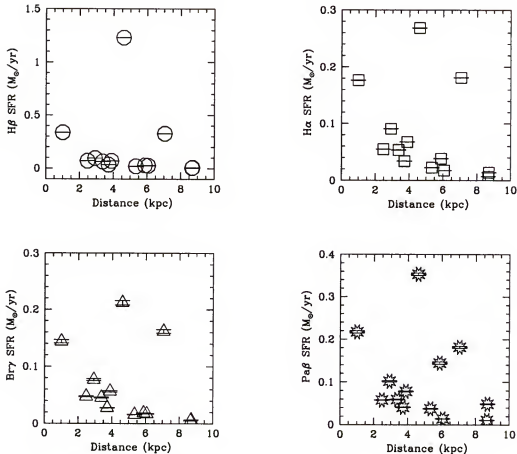 1.5
1
0.5
0
Hβ SFR (M⊙/yr)
0 2 4 6 8 10
Distance (kpc)
0.3
0.2
0.1
0
Hα SFR (M⊙/yr)
0 2 4 6 8 10
Distance (kpc)
0.3
0.2
0.1
0
Brγ SFR (M⊙/yr)
0 2 4 6 8 10
Distance (kpc)
0.4
0.3
0.2
0.1
0
Paβ SFR (M⊙/yr)
0 2 4 6 8 10
Distance (kpc)